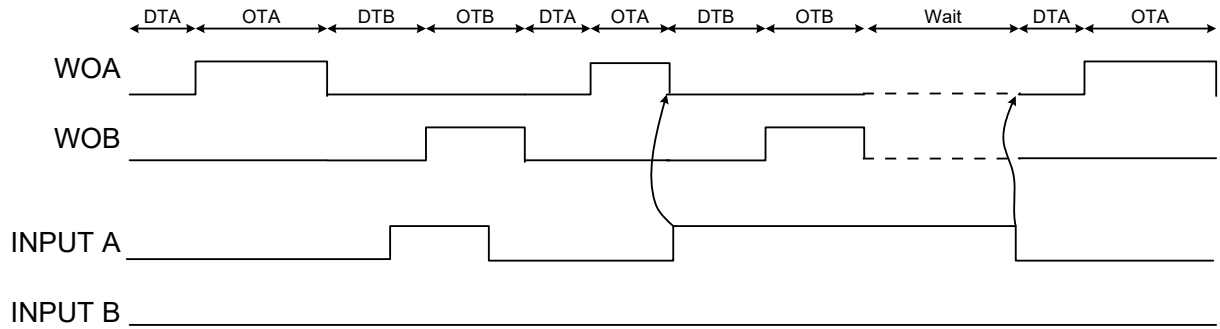 DTA OTA DTB OTB DTA OTA DTB OTB Wait DTA OTA
WOA
WOB
INPUT A
INPUT B